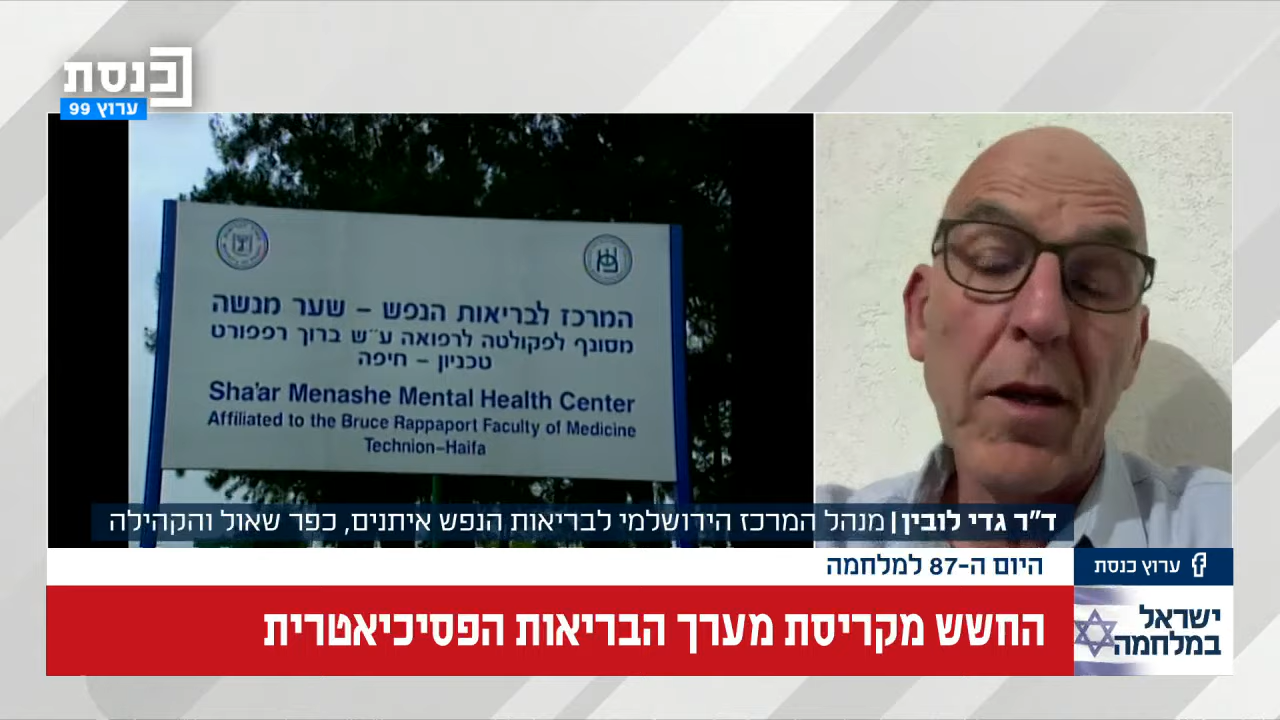 כנסת
ערוץ 99
המרכז לבריאות הנפש – שער מנשה
מסונף לפקולטה לרפואה ע״ש ברוך רפפורט
טכניון – חיפה
Sha'ar Menashe Mental Health Center
Affiliated to the Bruce Rappaport Faculty of Medicine
Technion–Haifa
ד"ר גדי לובין | מנהל המרכז הירושלמי לבריאות הנפש איתנים, כפר שאול והקהילה
ערוץ כנסת
היום ה-87 למלחמה
ישראל
במלחמה
החשש מקריסת מערך הבריאות הפסיכיאטרית